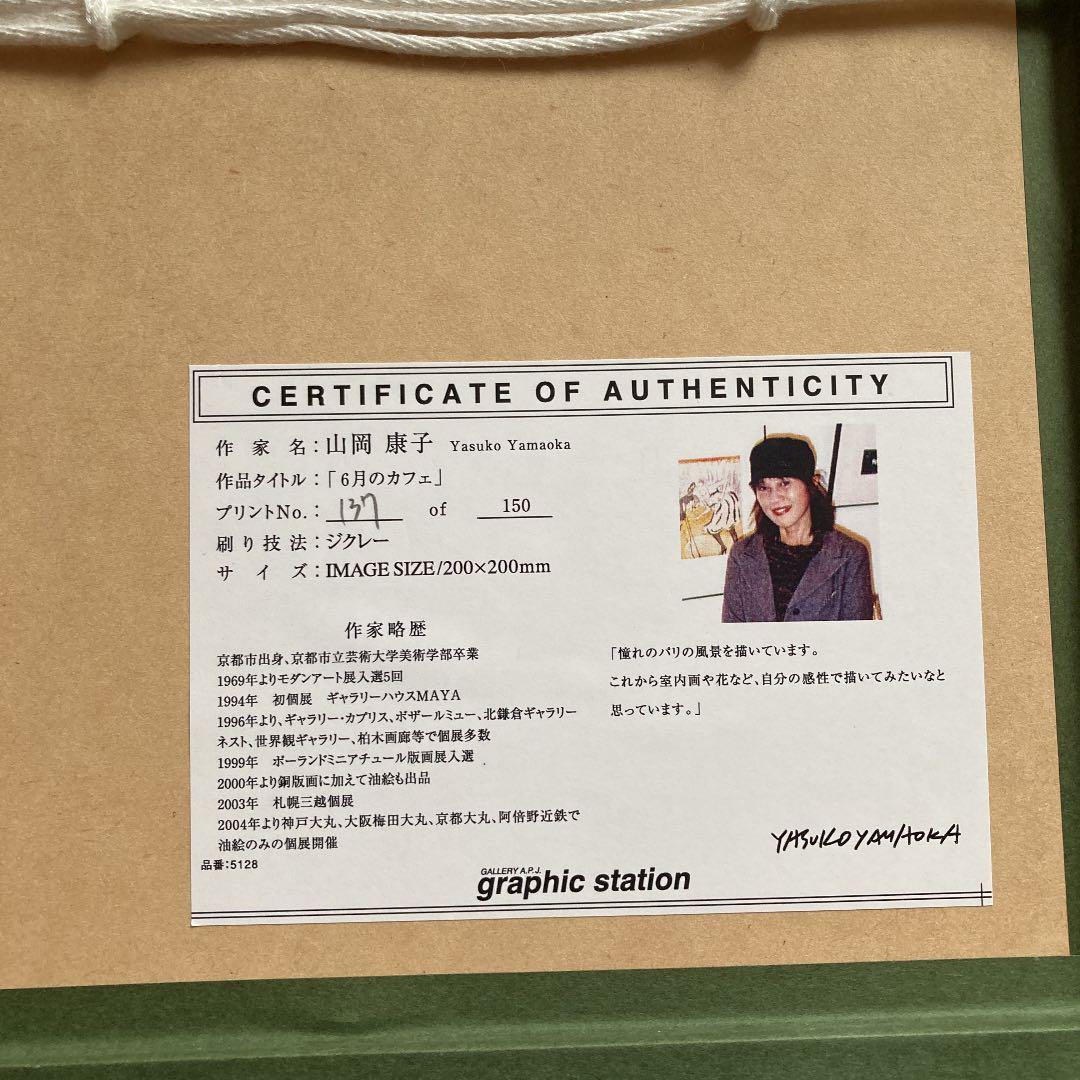 CERTIFICATE OF AUTHENTICITY
作家名：山岡 康子 Yasuko Yamaoka
作品タイトル：「6月のカフェ」
プリントNo.：137 of 150
刷り技法：ジクレー
サイズ：IMAGE SIZE/200×200mm
作家略歴
京都市出身、京都市立芸術大学美術学部卒業
1969年よりモダンアート展入選5回
1994年 初個展 ギャラリーハウスMAYA
1996年より、ギャラリー・カプリス、ボザールミュー、北鎌倉ギャラリー
ネスト、世界観ギャラリー、柏木画廊等で個展多数
1999年 ポーランドミニアチュール版画展入選
2000年より銅版画に加えて油絵も出品
2003年 札幌三越個展
2004年より神戸大丸、大阪梅田大丸、京都大丸、阿倍野近鉄で
油絵のみの個展開催
品番：5128
「憧れのパリの風景を描いています。
これから室内画や花など、自分の感性で描いてみたいなと
思っています。」
YASUKO YAMAOKA
GALLERY A.P.J.
graphic station